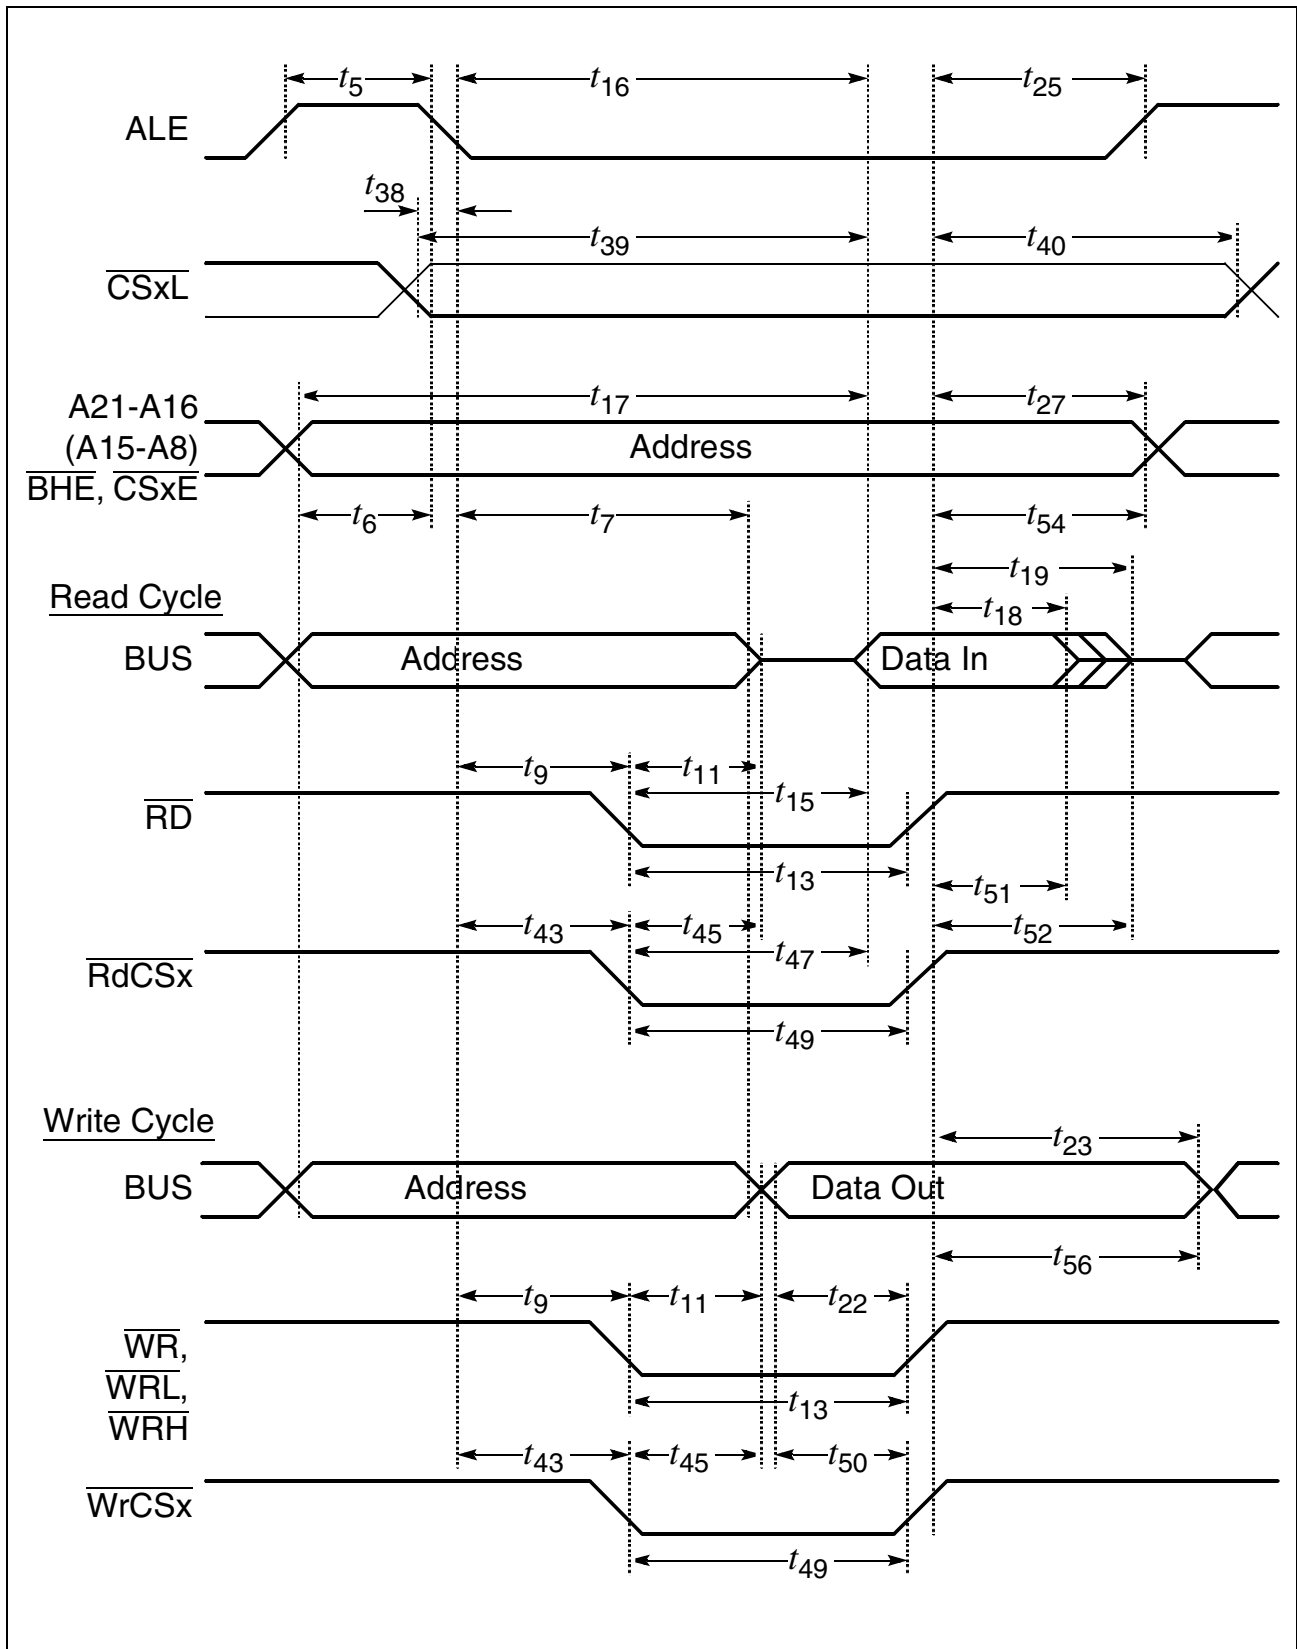 t5 t16 t25
ALE
t38
t39 t40
CSxL
t17 t27
A21-A16
(A15-A8)
BHE, CSxE
Address
t6 t7 t54
t19
t18
Read Cycle
BUS Address Data In
t9 t11
t15
RD
t13
t51
t43 t45 t52
t47
RdCSx
t49
Write Cycle
t23
BUS Address Data Out
t56
t9 t11 t22
WR,
WRL,
WRH
t13
t43 t45 t50
WrCSx
t49